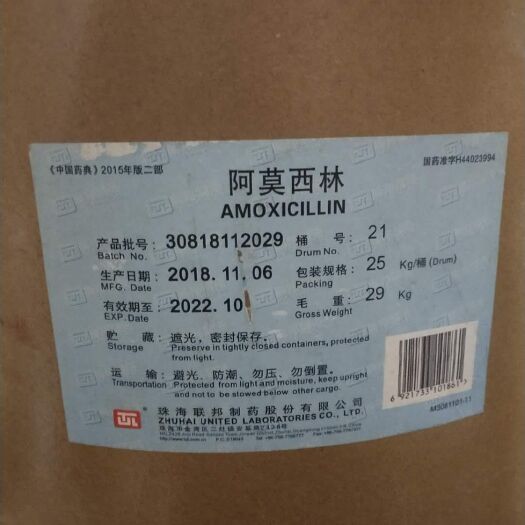 《中国药典》2015年版二部
国药准字H44023994
阿莫西林
AMOXICILLIN
产品批号: 30818112029 桶 号: 21
Batch No. Drum No.
生产日期: 2018. 11. 06 包装规格: 25 Kg/桶 (Drum)
MFG. Date Packing
有效期至: 2022. 10 毛 重: 29 Kg
EXP. Date Gross Weight
贮 藏: 遮光，密封保存。
Storage Preserve in tightly closed containers, protected
from light.
运 输: 避光、防潮、勿压、勿倒置。
Transportation Protected from light and moisture, keep upright
and not to be stowed below other cargo.
珠海联邦制药股份有限公司
ZHUHAI UNITED LABORATORIES CO., LTD.
6921733101861
MS081101-11